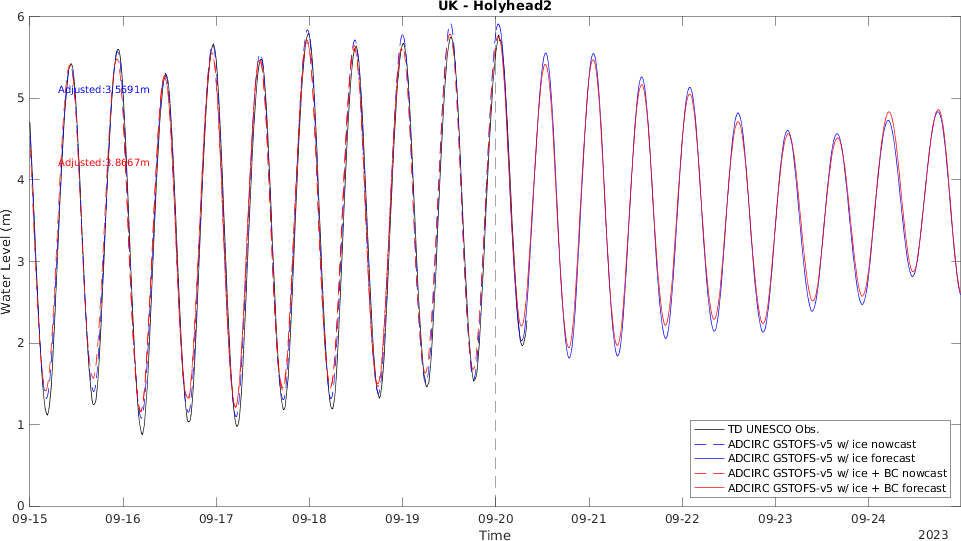 UK - Holyhead2
6
5
4
3
2
1
0
Water Level (m)
Adjusted:3.5691m
Adjusted:3.8667m
TD UNESCO Obs.
ADCIRC GSTOFS-v5 w/ ice nowcast
ADCIRC GSTOFS-v5 w/ ice forecast
ADCIRC GSTOFS-v5 w/ ice + BC nowcast
ADCIRC GSTOFS-v5 w/ ice + BC forecast
09-15 09-16 09-17 09-18 09-19 09-20 09-21 09-22 09-23 09-24
Time
2023